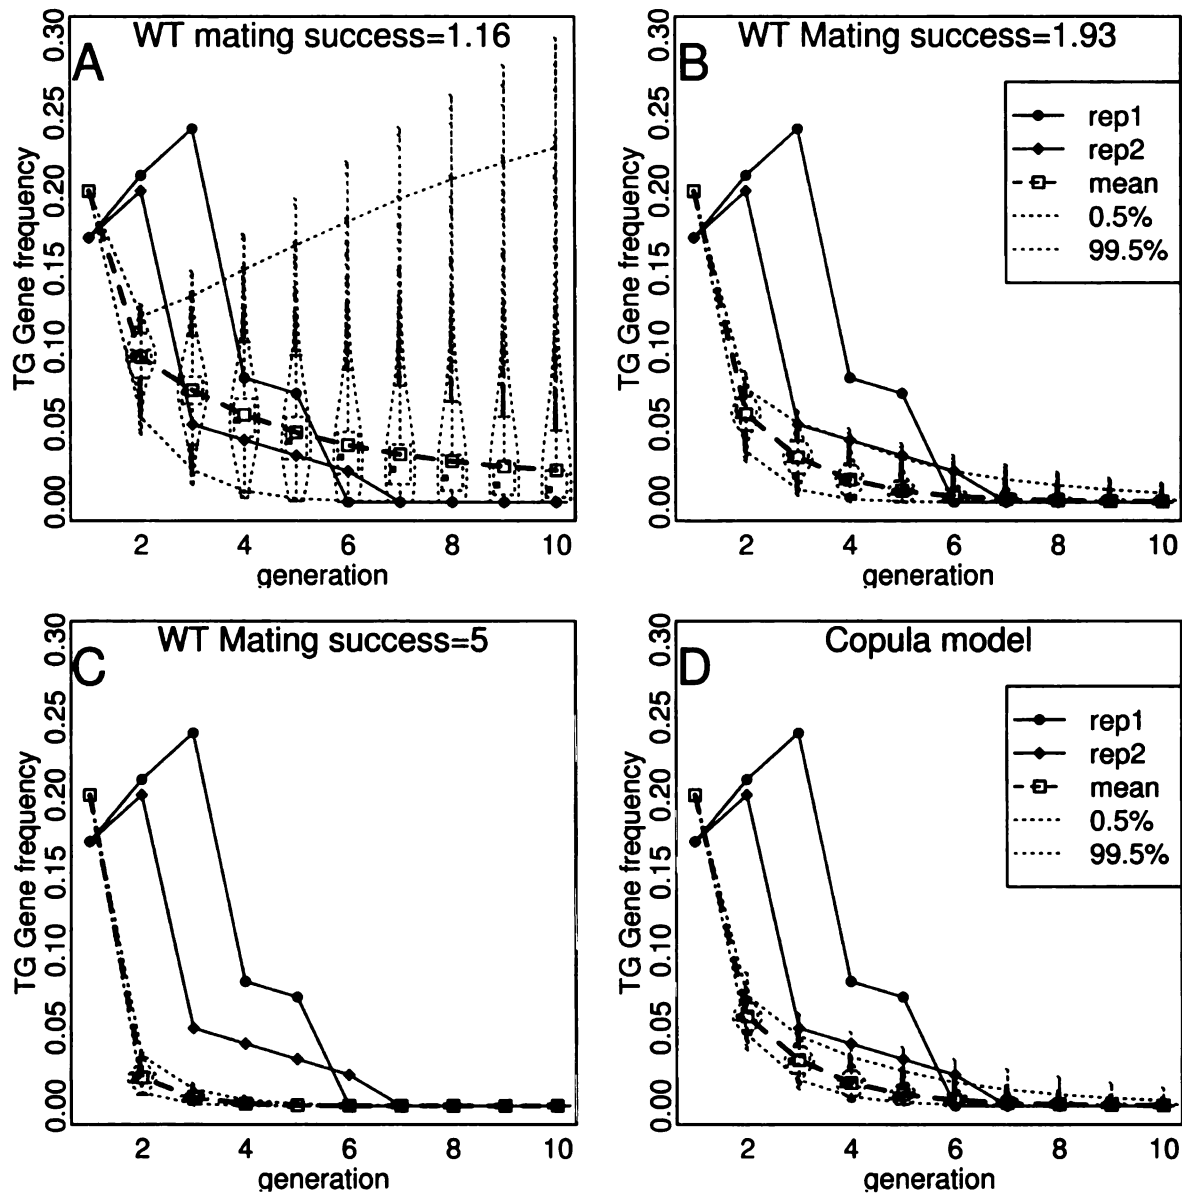 WT mating success=1.16
A
TG Gene frequency
0.00 0.05 0.10 0.15 0.20 0.25 0.30
2 4 6 8 10
generation
WT Mating success=1.93
B
rep1
rep2
mean
0.5%
99.5%
TG Gene frequency
0.00 0.05 0.10 0.15 0.20 0.25 0.30
2 4 6 8 10
generation
WT Mating success=5
C
TG Gene frequency
0.00 0.05 0.10 0.15 0.20 0.25 0.30
2 4 6 8 10
generation
Copula model
D
rep1
rep2
mean
0.5%
99.5%
TG Gene frequency
0.00 0.05 0.10 0.15 0.20 0.25 0.30
2 4 6 8 10
generation